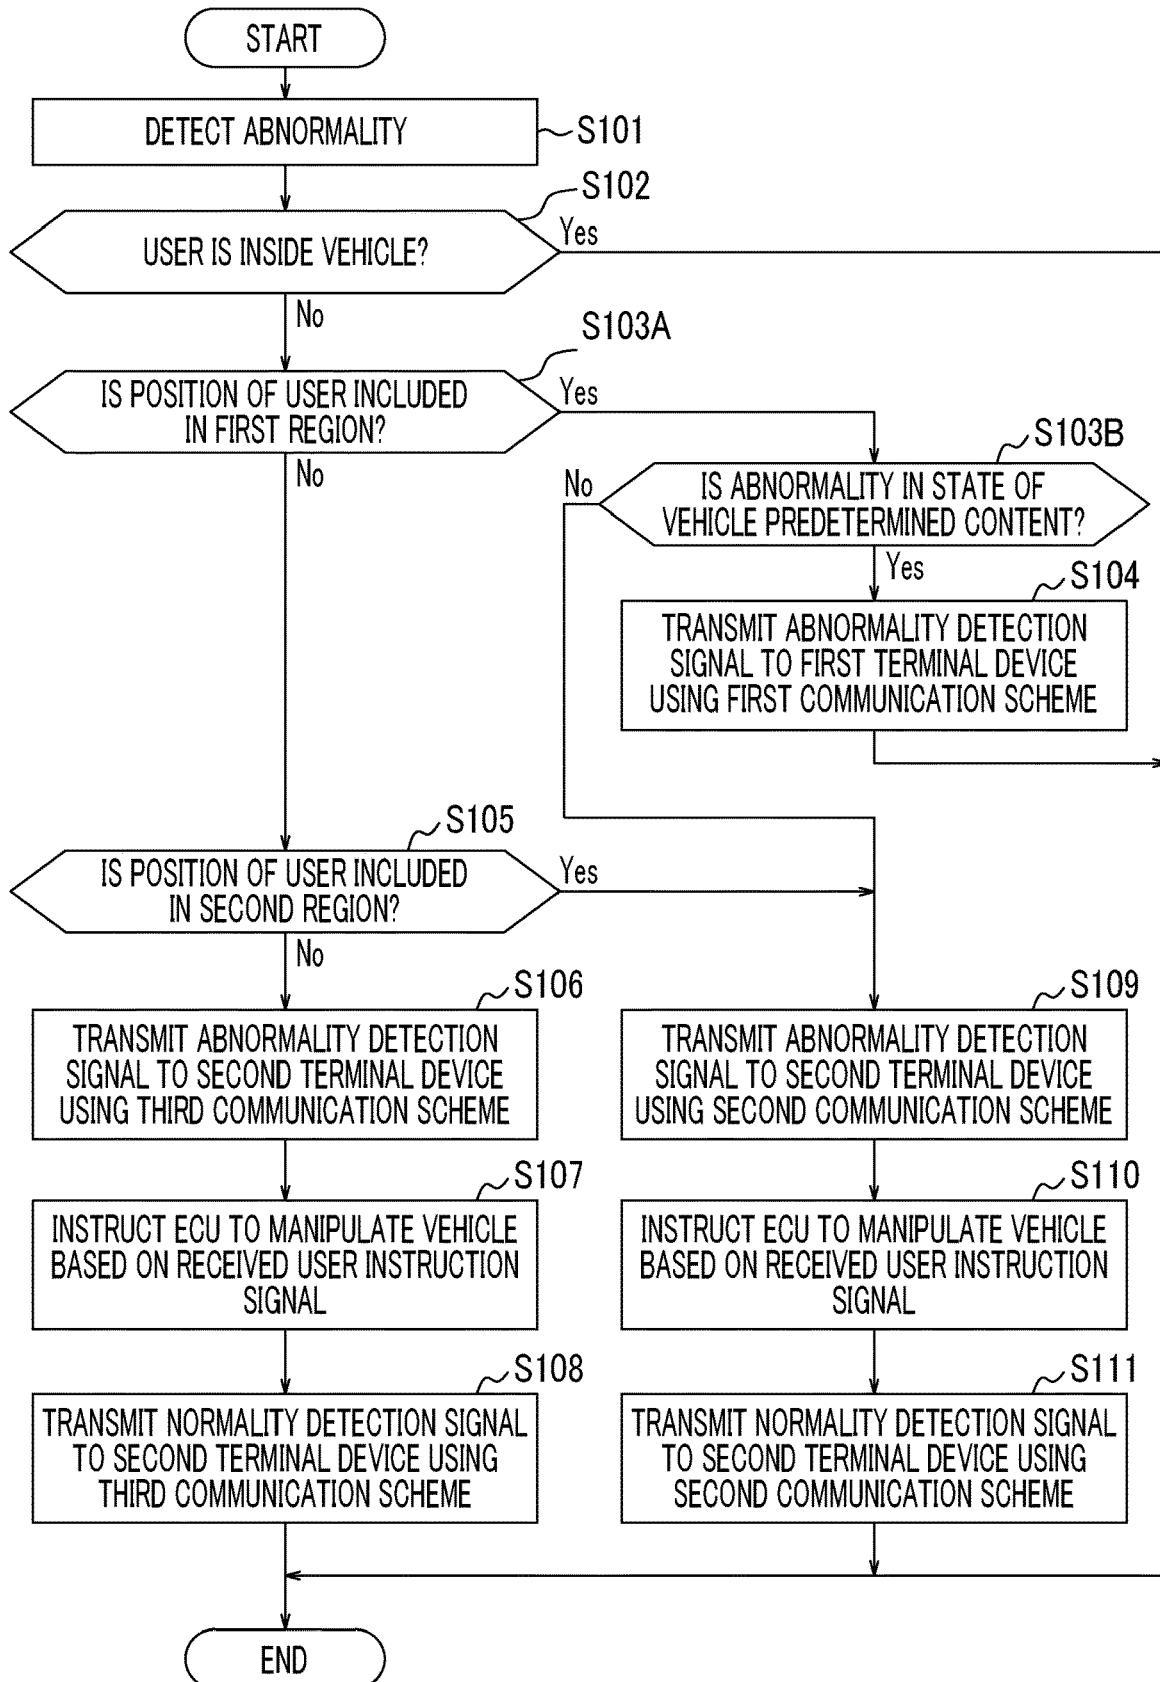 START
DETECT ABNORMALITY
S101
S102
USER IS INSIDE VEHICLE?
Yes
No
S103A
IS POSITION OF USER INCLUDED
IN FIRST REGION?
Yes
No
S103B
IS ABNORMALITY IN STATE OF
VEHICLE PREDETERMINED CONTENT?
No
Yes
S104
TRANSMIT ABNORMALITY DETECTION
SIGNAL TO FIRST TERMINAL DEVICE
USING FIRST COMMUNICATION SCHEME
S105
IS POSITION OF USER INCLUDED
IN SECOND REGION?
Yes
No
S106
TRANSMIT ABNORMALITY DETECTION
SIGNAL TO SECOND TERMINAL DEVICE
USING THIRD COMMUNICATION SCHEME
S109
TRANSMIT ABNORMALITY DETECTION
SIGNAL TO SECOND TERMINAL DEVICE
USING SECOND COMMUNICATION SCHEME
S107
INSTRUCT ECU TO MANIPULATE VEHICLE
BASED ON RECEIVED USER INSTRUCTION
SIGNAL
S110
INSTRUCT ECU TO MANIPULATE VEHICLE
BASED ON RECEIVED USER INSTRUCTION
SIGNAL
S108
TRANSMIT NORMALITY DETECTION SIGNAL
TO SECOND TERMINAL DEVICE USING
THIRD COMMUNICATION SCHEME
S111
TRANSMIT NORMALITY DETECTION SIGNAL
TO SECOND TERMINAL DEVICE USING
SECOND COMMUNICATION SCHEME
END